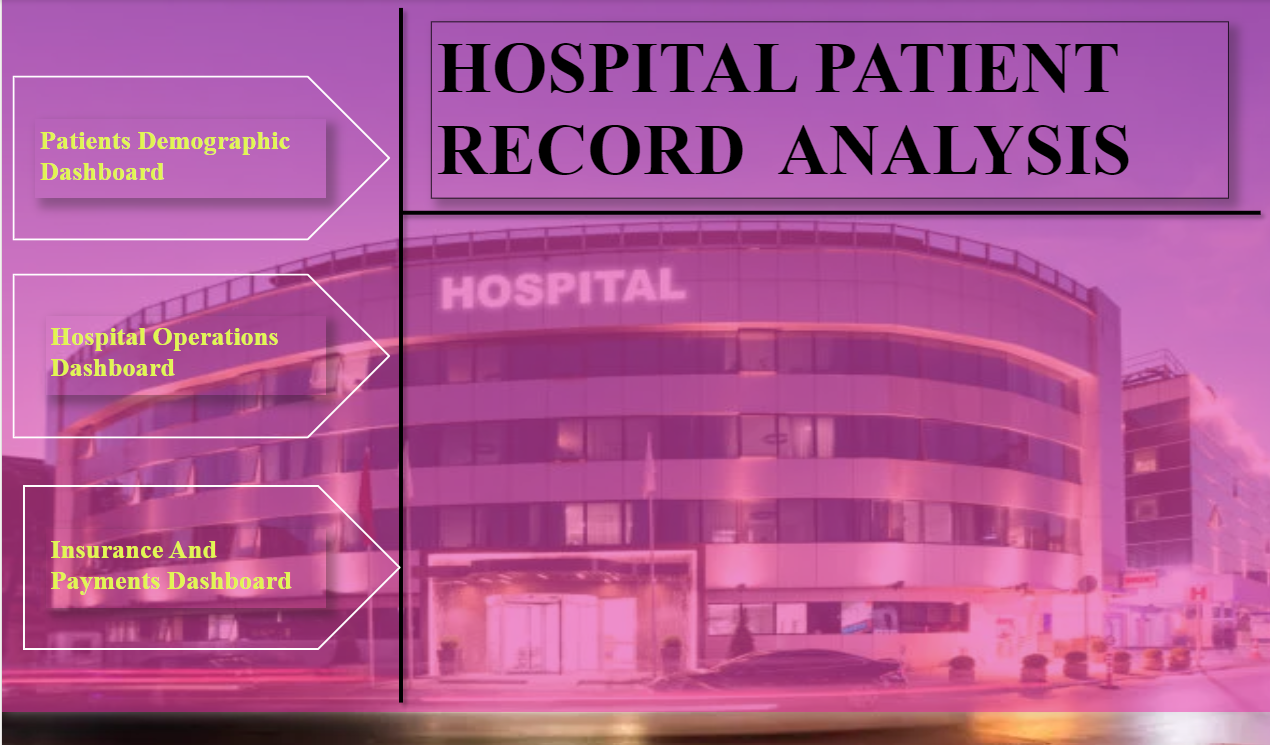 HOSPITAL PATIENT
RECORD ANALYSIS
Patients Demographic
Dashboard
Hospital Operations
Dashboard
Insurance And
Payments Dashboard
HOSPITAL
H